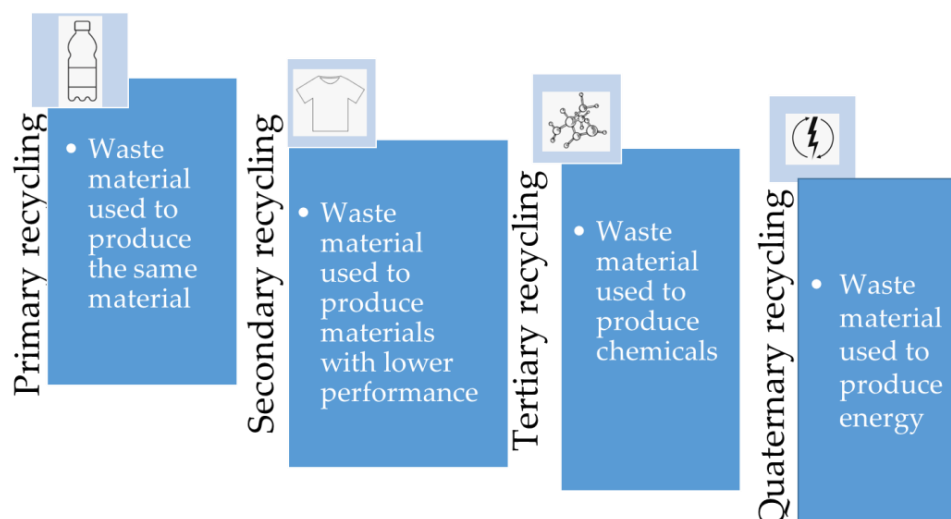 Primary recycling
• Waste
material
used to
produce
the same
material
Secondary recycling
• Waste
material
used to
produce
materials
with lower
performance
Tertiary recycling
• Waste
material
used to
produce
chemicals
Quaternary recycling
• Waste
material
used to
produce
energy